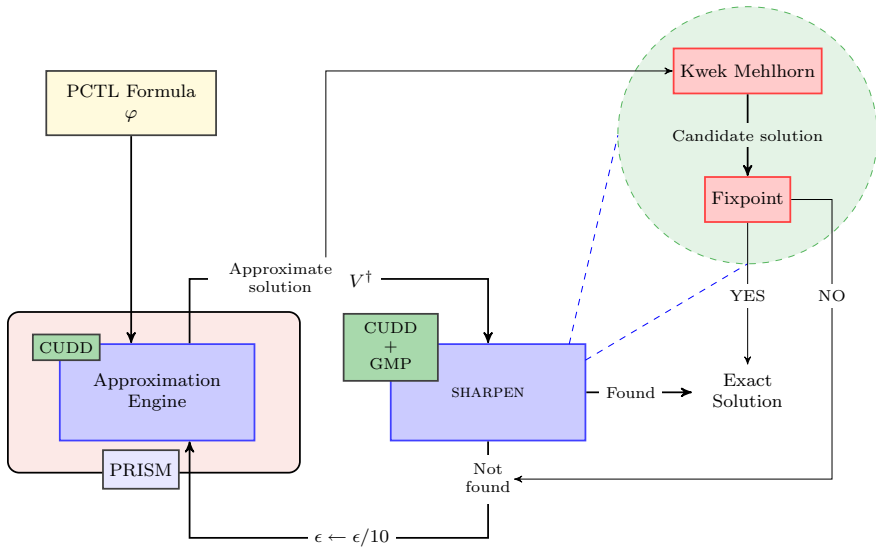 Kwek Mehlhorn
PCTL Formula
φ
Candidate solution
Fixpoint
Approximate
solution
V†
YES
NO
CUDD
+
GMP
CUDD
Approximation
Engine
SHARPEN
Found
Exact
Solution
PRISM
Not
found
ϵ ← ϵ/10